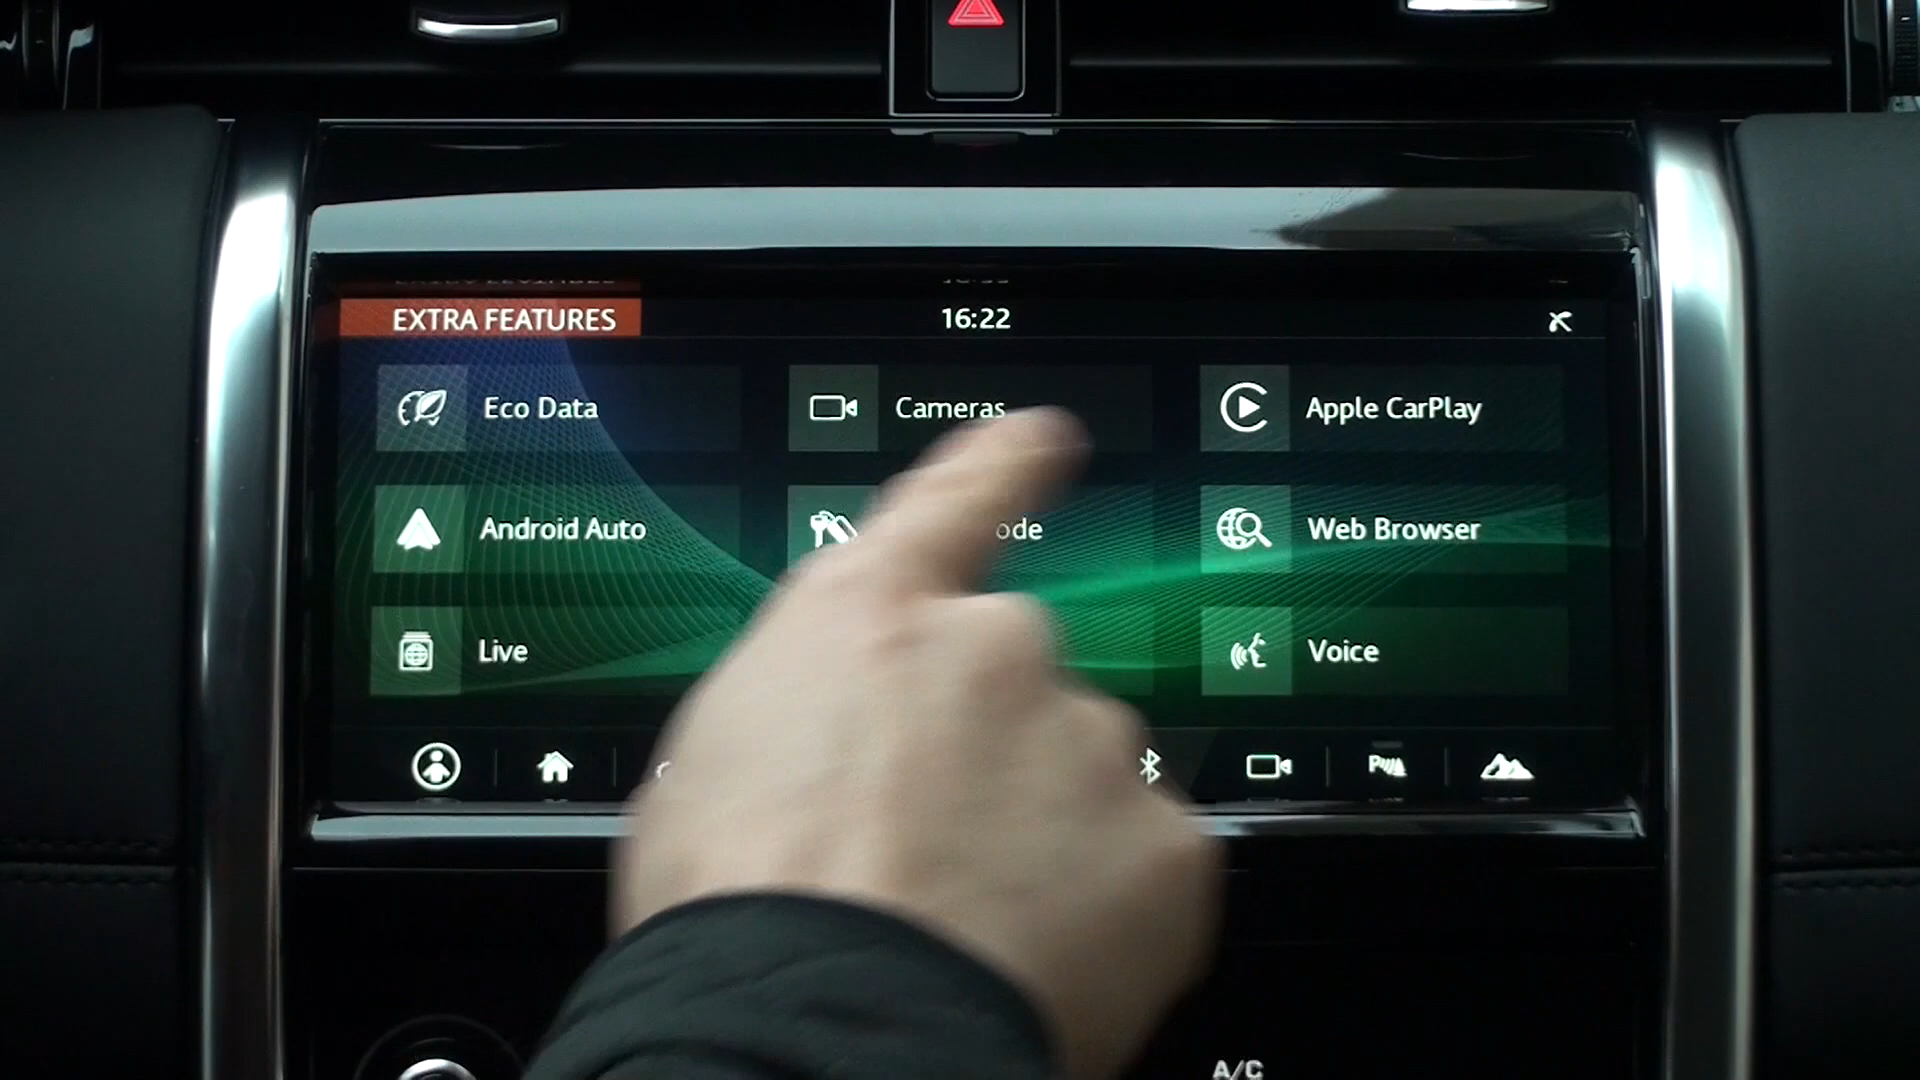 EXTRA FEATURES
16:22
Eco Data
Cameras
Apple CarPlay
Android Auto
ode
Web Browser
Live
Voice
A/C